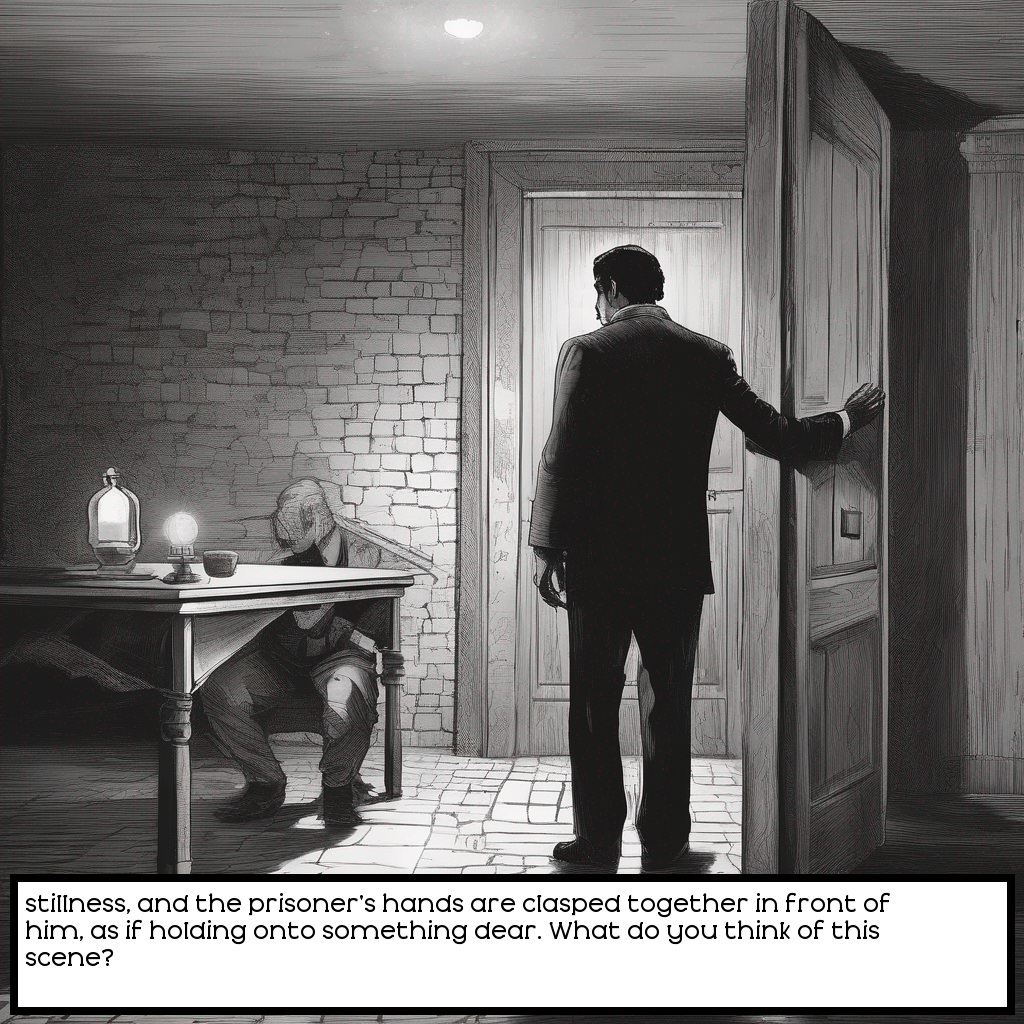 stillness, and the prisoner's hands are clasped together in front of
him, as if holding onto something dear. What do you think of this
scene?